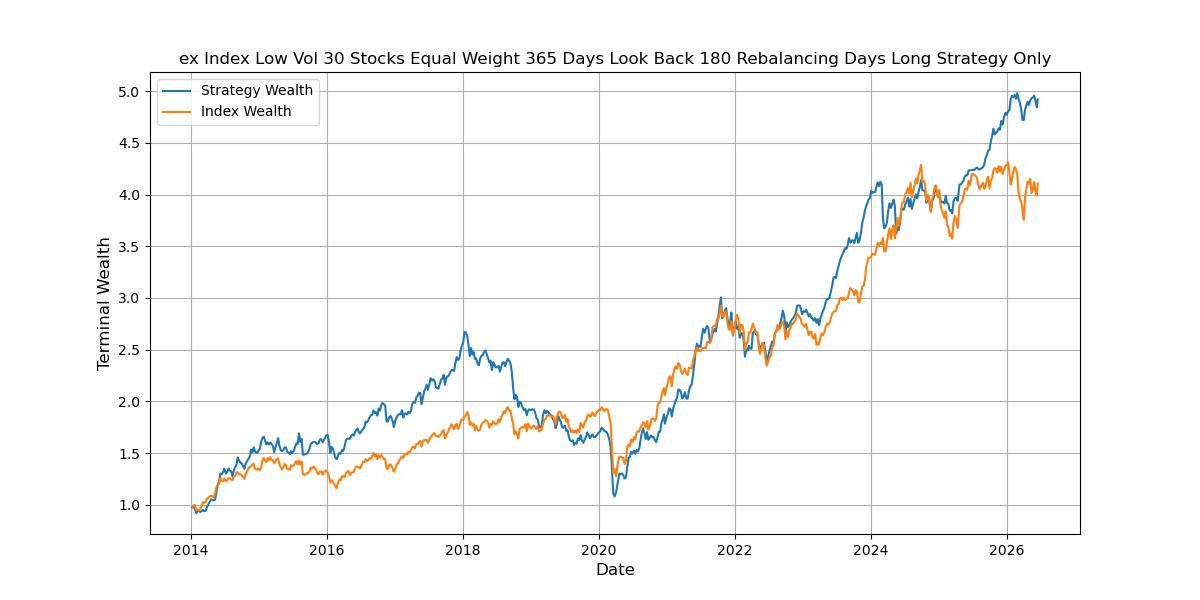 ex Index Low Vol 30 Stocks Equal Weight 365 Days Look Back 180 Rebalancing Days Long Strategy Only
Strategy Wealth
Index Wealth
Terminal Wealth
5.0
4.5
4.0
3.5
3.0
2.5
2.0
1.5
1.0
2014 2016 2018 2020 2022 2024 2026
Date